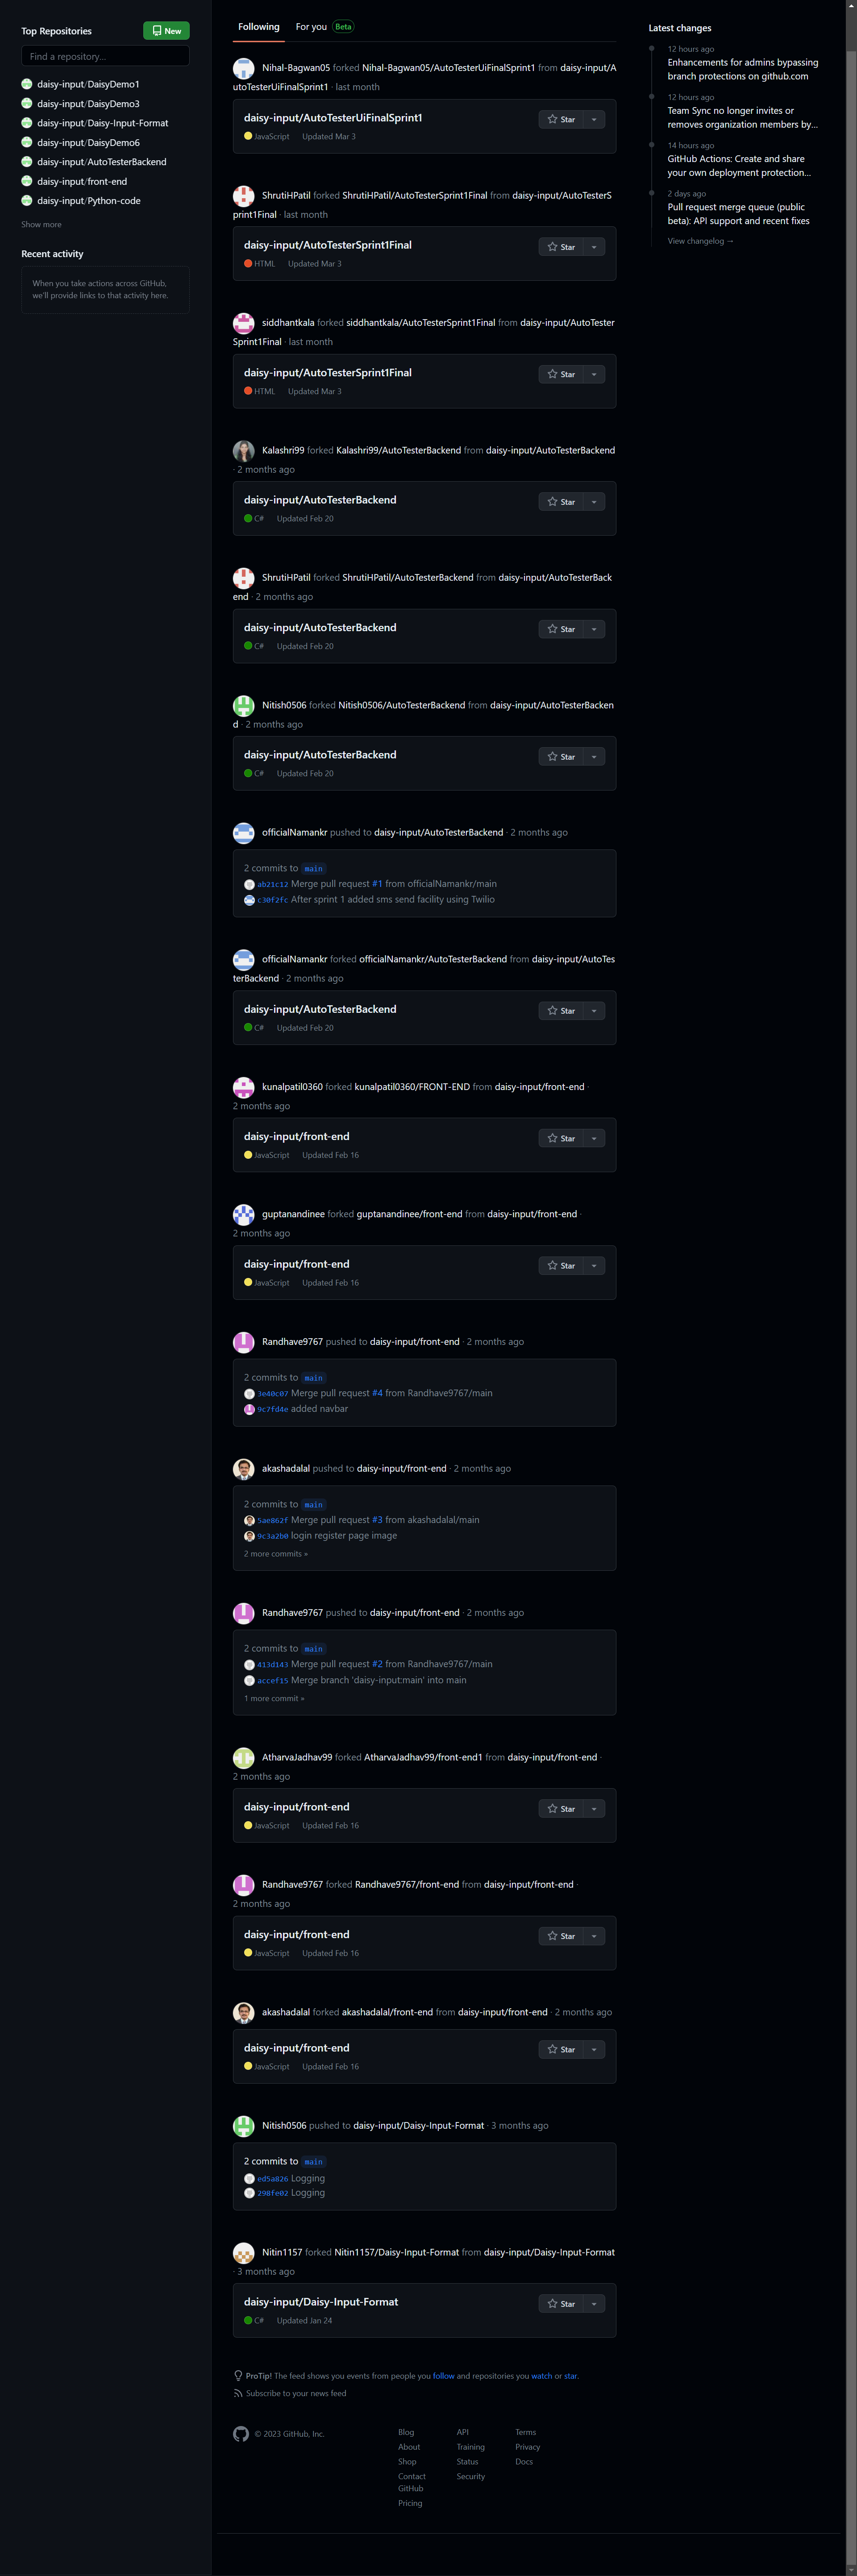 Top Repositories
New
Find a repository...
daisy-input/DaisyDemo1
daisy-input/DaisyDemo3
daisy-input/Daisy-Input-Format
daisy-input/DaisyDemo6
daisy-input/AutoTesterBackend
daisy-input/front-end
daisy-input/Python-code
Show more
Recent activity
When you take actions across GitHub,
we'll provide links to that activity here.
Following For you Beta
Nihal-Bagwan05 forked Nihal-Bagwan05/AutoTesterUiFinalSprint1 from daisy-input/A
utoTesterUiFinalSprint1 · last month
daisy-input/AutoTesterUiFinalSprint1
Star
JavaScript Updated Mar 3
ShrutiHPatil forked ShrutiHPatil/AutoTesterSprint1Final from daisy-input/AutoTesterS
print1Final · last month
daisy-input/AutoTesterSprint1Final
Star
HTML Updated Mar 3
siddhantkala forked siddhantkala/AutoTesterSprint1Final from daisy-input/AutoTester
Sprint1Final · last month
daisy-input/AutoTesterSprint1Final
Star
HTML Updated Mar 3
Kalashri99 forked Kalashri99/AutoTesterBackend from daisy-input/AutoTesterBackend
· 2 months ago
daisy-input/AutoTesterBackend
Star
C# Updated Feb 20
ShrutiHPatil forked ShrutiHPatil/AutoTesterBackend from daisy-input/AutoTesterBack
end · 2 months ago
daisy-input/AutoTesterBackend
Star
C# Updated Feb 20
Nitish0506 forked Nitish0506/AutoTesterBackend from daisy-input/AutoTesterBacken
d · 2 months ago
daisy-input/AutoTesterBackend
Star
C# Updated Feb 20
officialNamankr pushed to daisy-input/AutoTesterBackend · 2 months ago
2 commits to main
ab21c12 Merge pull request #1 from officialNamankr/main
c30f2fc After sprint 1 added sms send facility using Twilio
officialNamankr forked officialNamankr/AutoTesterBackend from daisy-input/AutoTes
terBackend · 2 months ago
daisy-input/AutoTesterBackend
Star
C# Updated Feb 20
kunalpatil0360 forked kunalpatil0360/FRONT-END from daisy-input/front-end ·
2 months ago
daisy-input/front-end
Star
JavaScript Updated Feb 16
guptanandinee forked guptanandinee/front-end from daisy-input/front-end ·
2 months ago
daisy-input/front-end
Star
JavaScript Updated Feb 16
Randhave9767 pushed to daisy-input/front-end · 2 months ago
2 commits to main
3e40c07 Merge pull request #4 from Randhave9767/main
9c7fd4e added navbar
akashadalal pushed to daisy-input/front-end · 2 months ago
2 commits to main
5ae862f Merge pull request #3 from akashadalal/main
9c3a2b0 login register page image
2 more commits »
Randhave9767 pushed to daisy-input/front-end · 2 months ago
2 commits to main
413d143 Merge pull request #2 from Randhave9767/main
accef15 Merge branch 'daisy-input:main' into main
1 more commit »
AtharvaJadhav99 forked AtharvaJadhav99/front-end1 from daisy-input/front-end ·
2 months ago
daisy-input/front-end
Star
JavaScript Updated Feb 16
Randhave9767 forked Randhave9767/front-end from daisy-input/front-end ·
2 months ago
daisy-input/front-end
Star
JavaScript Updated Feb 16
akashadalal forked akashadalal/front-end from daisy-input/front-end · 2 months ago
daisy-input/front-end
Star
JavaScript Updated Feb 16
Nitish0506 pushed to daisy-input/Daisy-Input-Format · 3 months ago
2 commits to main
ed5a826 Logging
298fe02 Logging
Nitin1157 forked Nitin1157/Daisy-Input-Format from daisy-input/Daisy-Input-Format
· 3 months ago
daisy-input/Daisy-Input-Format
Star
C# Updated Jan 24
ProTip! The feed shows you events from people you follow and repositories you watch or star.
Subscribe to your news feed
© 2023 GitHub, Inc.
Blog
About
Shop
Contact
GitHub
Pricing
API
Training
Status
Security
Terms
Privacy
Docs
Latest changes
12 hours ago
Enhancements for admins bypassing
branch protections on github.com
12 hours ago
Team Sync no longer invites or
removes organization members by...
14 hours ago
GitHub Actions: Create and share
your own deployment protection...
2 days ago
Pull request merge queue (public
beta): API support and recent fixes
View changelog →